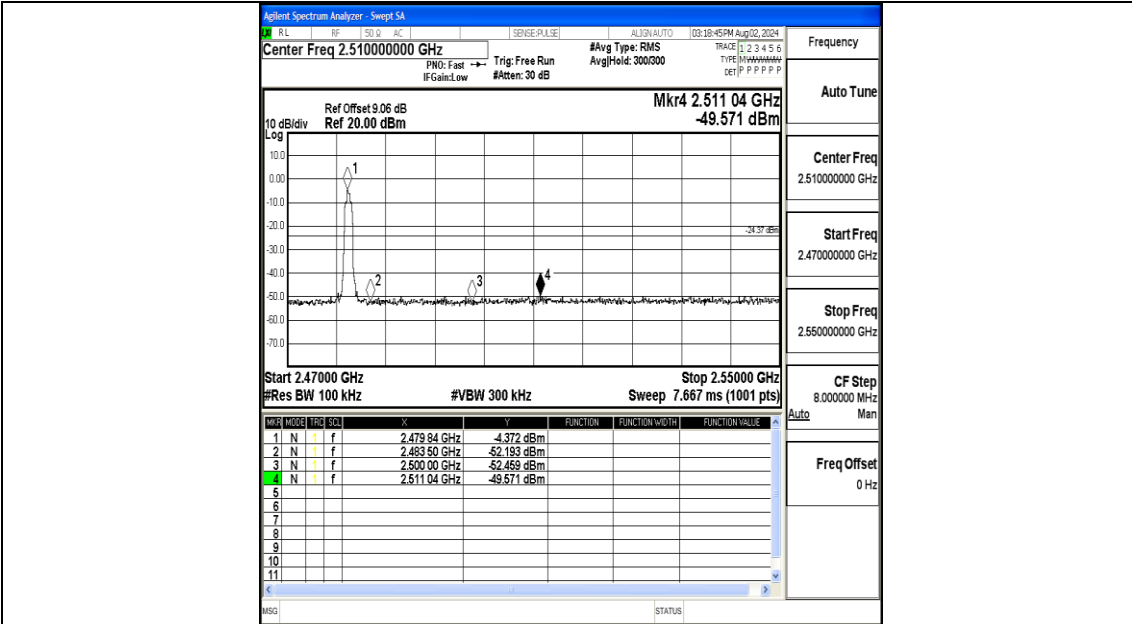 Agilent Spectrum Analyzer - Swept SA
RL RF 50 Ω AC SENSE:PULSE ALIGN AUTO 03:18:45 PM Aug 02, 2024
Center Freq 2.510000000 GHz
PNO: Fast
IFGain:Low
Trig: Free Run
#Atten: 30 dB
#Avg Type: RMS
Avg|Hold: 300/300
TRACE 1 2 3 4 5 6
TYPE MWWWWW
DET P P P P P P
Mkr4 2.511 04 GHz
-49.571 dBm
Ref Offset 9.06 dB
10 dB/div Ref 20.00 dBm
Log
10.0
0.00
-10.0
-20.0
-30.0
-40.0
-50.0
-60.0
-70.0
1
2
3
4
-24.37 dBm
Start 2.47000 GHz Stop 2.55000 GHz
#Res BW 100 kHz #VBW 300 kHz Sweep 7.667 ms (1001 pts)
MKR MODE TRC SCL X Y FUNCTION FUNCTION WIDTH FUNCTION VALUE
1 N 1 f 2.479 84 GHz -4.372 dBm
2 N 1 f 2.483 50 GHz -52.193 dBm
3 N 1 f 2.500 00 GHz -52.459 dBm
4 N 1 f 2.511 04 GHz -49.571 dBm
5
6
7
8
9
10
11
MSG STATUS
Frequency
Auto Tune
Center Freq
2.510000000 GHz
Start Freq
2.470000000 GHz
Stop Freq
2.550000000 GHz
CF Step
8.000000 MHz
Auto Man
Freq Offset
0 Hz